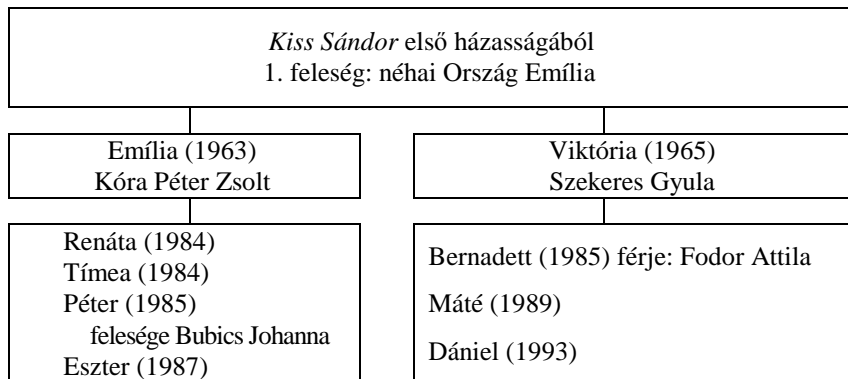 Kiss Sándor első házasságából
1. feleség: néhai Ország Emília
Emília (1963)
Kóra Péter Zsolt
Viktória (1965)
Szekeres Gyula
Renáta (1984)
Tímea (1984)
Péter (1985)
felesége Bubics Johanna
Eszter (1987)
Bernadett (1985) férje: Fodor Attila
Máté (1989)
Dániel (1993)